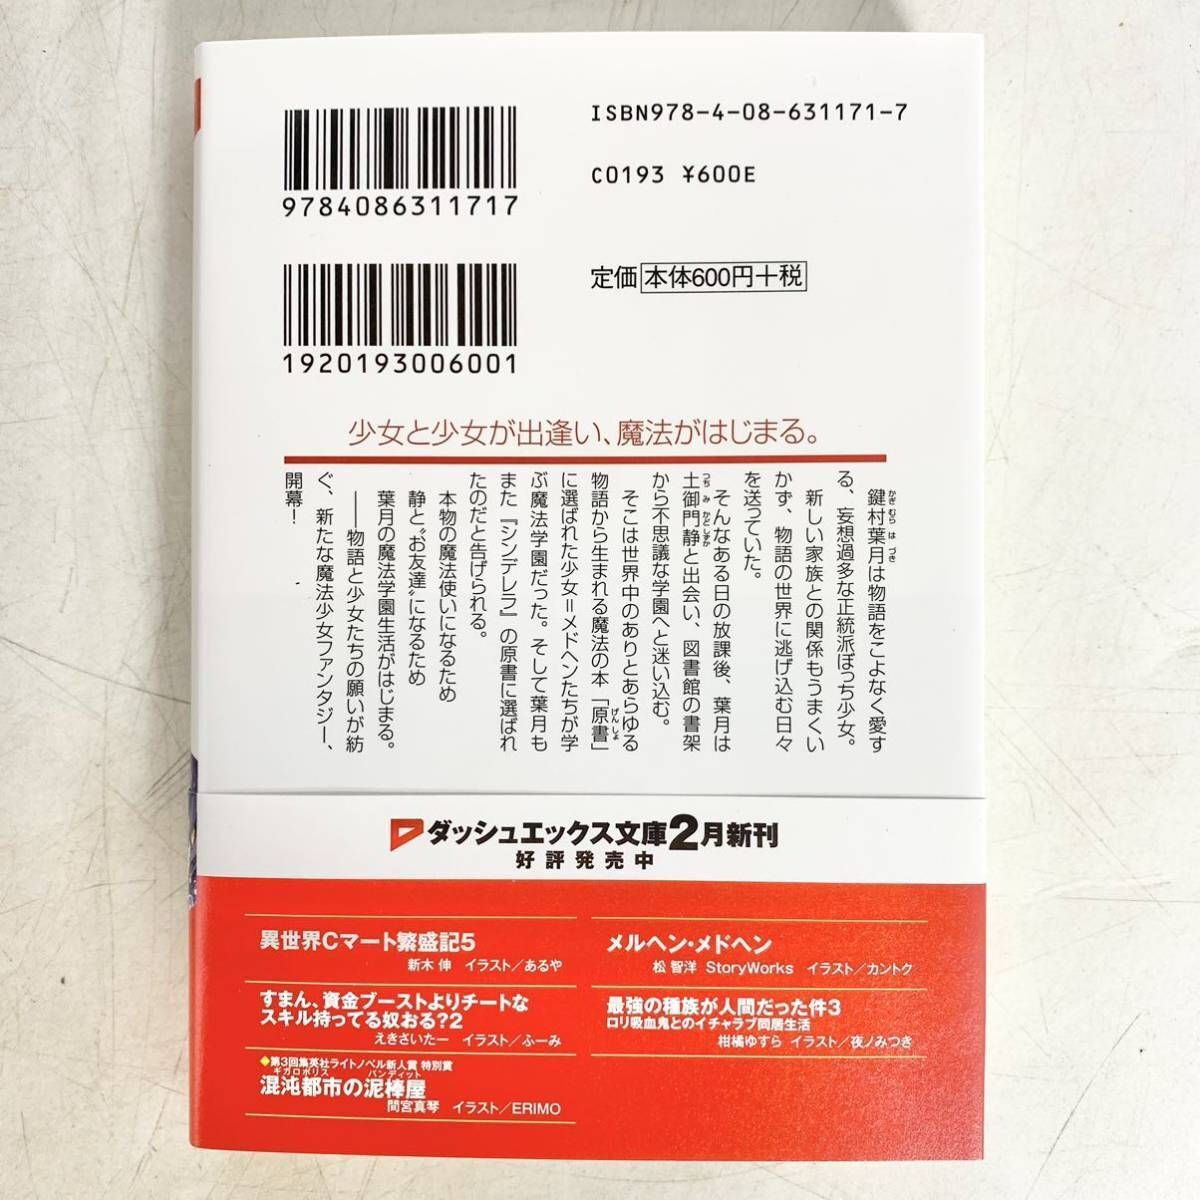 ISBN978-4-08-631171-7
C0193 ¥600E
9784086311717
定価 本体600円+税
1920193006001
少女と少女が出逢い、魔法がはじまる。
鍵村葉月は物語をこよなく愛す
かぎむらはづき
る、妄想過多な正統派ぼっち少女。
新しい家族との関係もうまくい
かず、物語の世界に逃げ込む日々
を送っていた。
そんなある日の放課後、葉月は
土御門静と出会い、図書館の書架
つちみかどしずか
から不思議な学園へと迷い込む。
そこは世界中のありとあらゆる
物語から生まれる魔法の本「原書」
げんしょ
に選ばれた少女＝メドヘンたちが学
ぶ魔法学園だった。そして葉月も
また『シンデレラ』の原書に選ばれ
たのだと告げられる。
本物の魔法使いになるため
静と〝お友達〟になるため
葉月の魔法学園生活がはじまる。
――物語と少女たちの願いが紡
ぐ、新たな魔法少女ファンタジー、
開幕！
ダッシュエックス文庫2月新刊
好評発売中
異世界Cマート繁盛記5
新木 伸 イラスト／あるや
すまん、資金ブーストよりチートな
スキル持ってる奴おる?2
えきさいたー イラスト／ふーみ
◆第3回集英社ライトノベル新人賞 特別賞
ギガロポリス バンディット
混沌都市の泥棒屋
間宮真琴 イラスト／ERIMO
メルヘン・メドヘン
松 智洋 StoryWorks イラスト／カントク
最強の種族が人間だった件3
ロリ吸血鬼とのイチャラブ同居生活
柑橘ゆすら イラスト／夜ノみつき